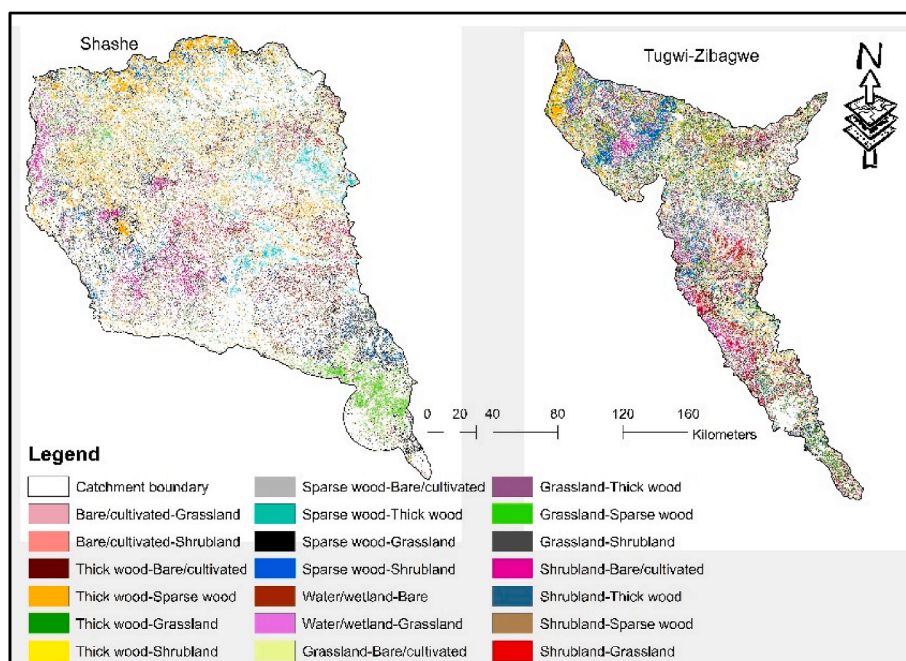 Shashe
Tugwi-Zibagwe
N
0 20 40 80 120 160
Kilometers
Legend
Catchment boundary
Bare/cultivated-Grassland
Bare/cultivated-Shrubland
Thick wood-Bare/cultivated
Thick wood-Sparse wood
Thick wood-Grassland
Thick wood-Shrubland
Sparse wood-Bare/cultivated
Sparse wood-Thick wood
Sparse wood-Grassland
Sparse wood-Shrubland
Water/wetland-Bare
Water/wetland-Grassland
Grassland-Bare/cultivated
Grassland-Thick wood
Grassland-Sparse wood
Grassland-Shrubland
Shrubland-Bare/cultivated
Shrubland-Thick wood
Shrubland-Sparse wood
Shrubland-Grassland